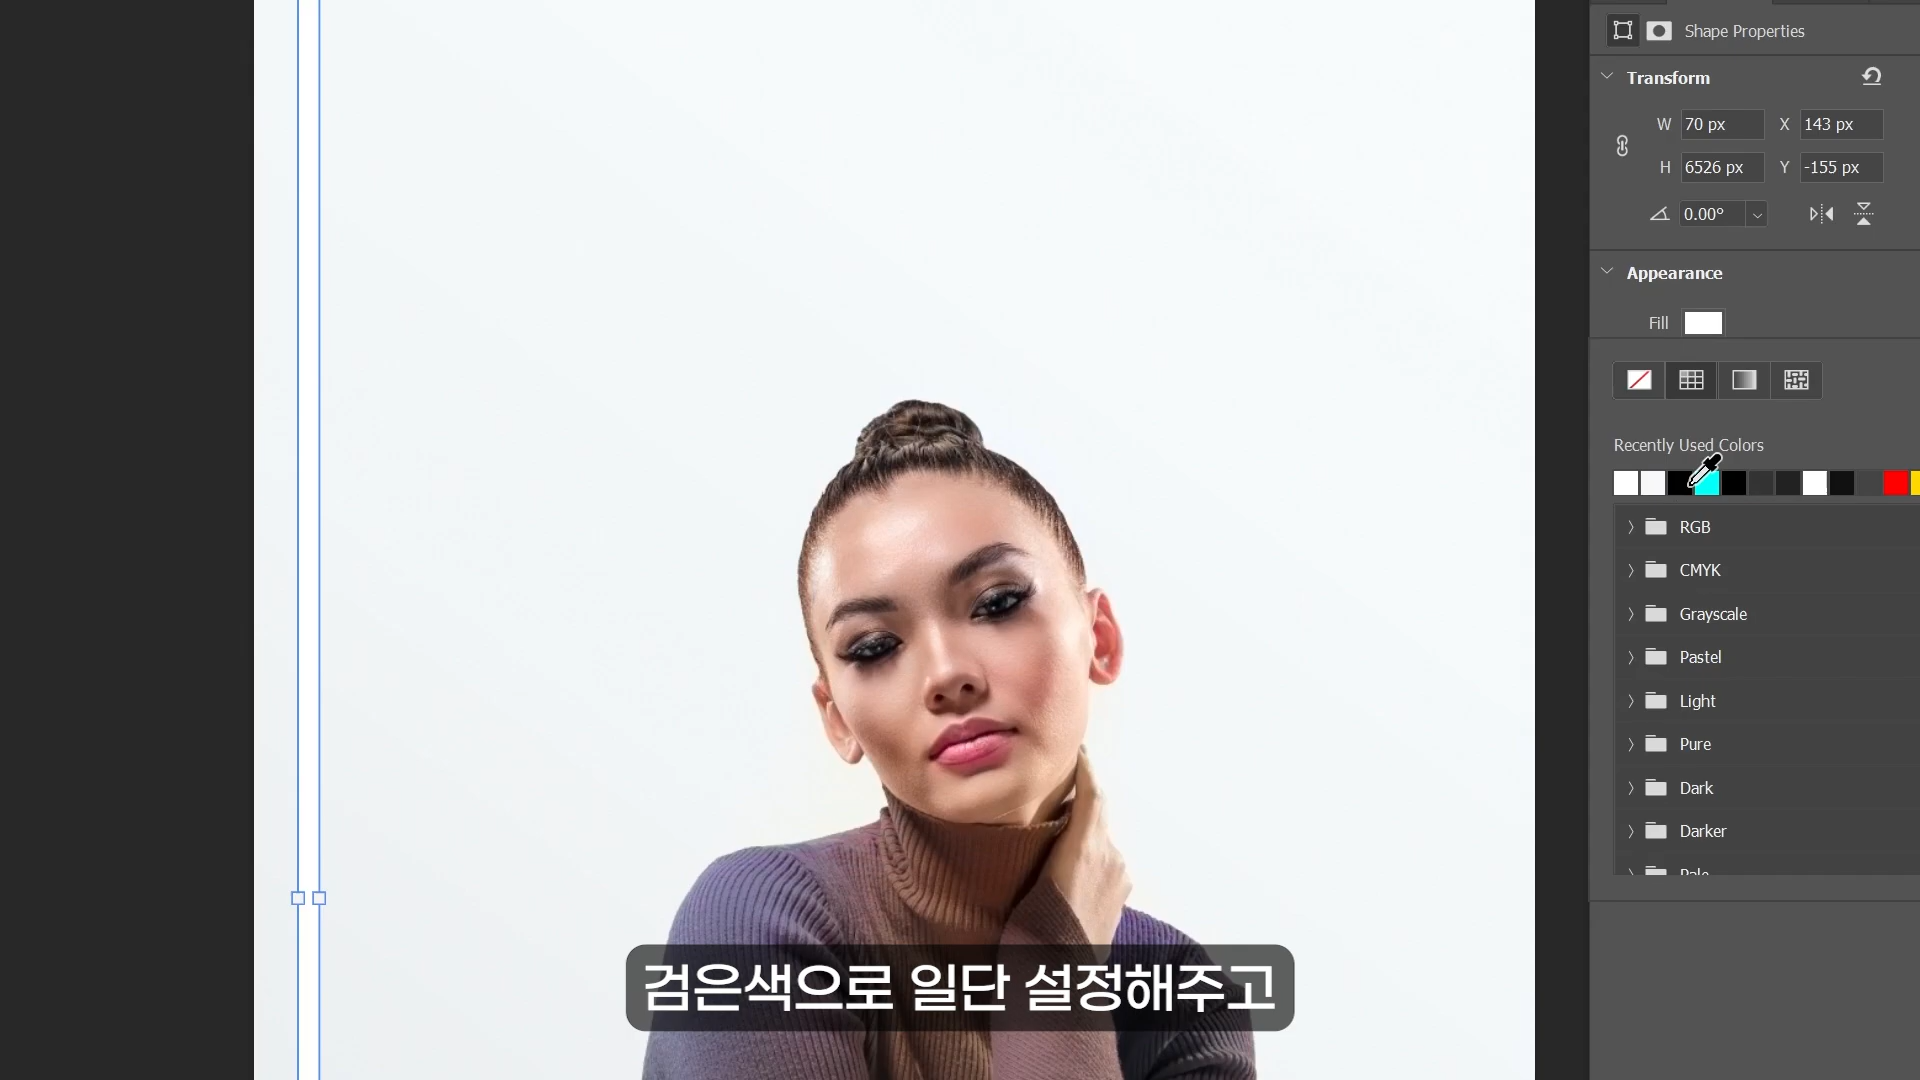 Shape Properties
Transform
W 70 px X 143 px
H 6526 px Y -155 px
0.00°
Appearance
Fill
Recently Used Colors
RGB
CMYK
Grayscale
Pastel
Light
Pure
Dark
Darker
Pale
검은색으로 일단 설정해주고